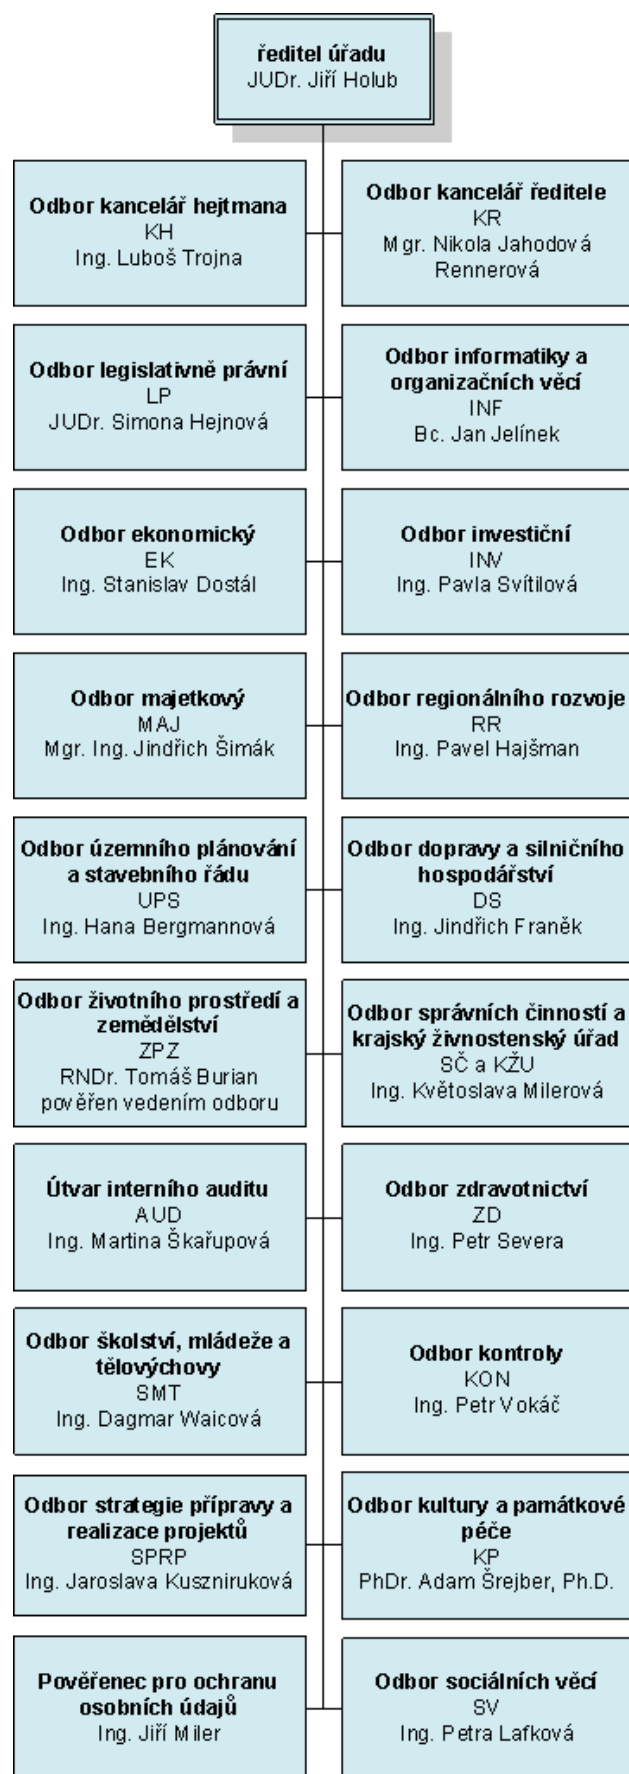 ředitel úřadu
JUDr. Jiří Holub
Odbor kancelář hejtmana
KH
Ing. Luboš Trojna
Odbor kancelář ředitele
KR
Mgr. Nikola Jahodová
Rennerová
Odbor legislativně právní
LP
JUDr. Simona Hejnová
Odbor informatiky a
organizačních věcí
INF
Bc. Jan Jelínek
Odbor ekonomický
EK
Ing. Stanislav Dostál
Odbor investiční
INV
Ing. Pavla Svítilová
Odbor majetkový
MAJ
Mgr. Ing. Jindřich Šimák
Odbor regionálního rozvoje
RR
Ing. Pavel Hajšman
Odbor územního plánování
a stavebního řádu
UPS
Ing. Hana Bergmannová
Odbor dopravy a silničního
hospodářství
DS
Ing. Jindřich Franěk
Odbor životního prostředí a
zemědělství
ZPZ
RNDr. Tomáš Burian
pověřen vedením odboru
Odbor správních činností a
krajský živnostenský úřad
SČ a KŽU
Ing. Květoslava Milerová
Útvar interního auditu
AUD
Ing. Martina Škařupová
Odbor zdravotnictví
ZD
Ing. Petr Severa
Odbor školství, mládeže a
tělovýchovy
SMT
Ing. Dagmar Waicová
Odbor kontroly
KON
Ing. Petr Vokáč
Odbor strategie přípravy a
realizace projektů
SPRP
Ing. Jaroslava Kuszniruková
Odbor kultury a památkové
péče
KP
PhDr. Adam Šrejber, Ph.D.
Pověřenec pro ochranu
osobních údajů
Ing. Jiří Miler
Odbor sociálních věcí
SV
Ing. Petra Lafková